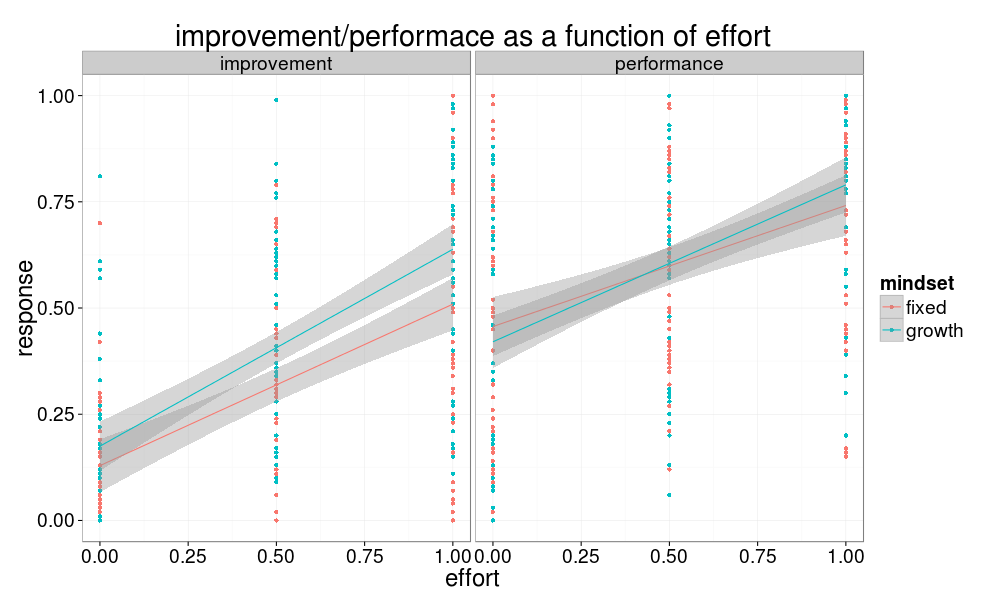 improvement/performace as a function of effort
improvement performance
1.00
0.75
0.50
0.25
0.00
response
0.00 0.25 0.50 0.75 1.00 0.00 0.25 0.50 0.75 1.00
effort
mindset
fixed
growth